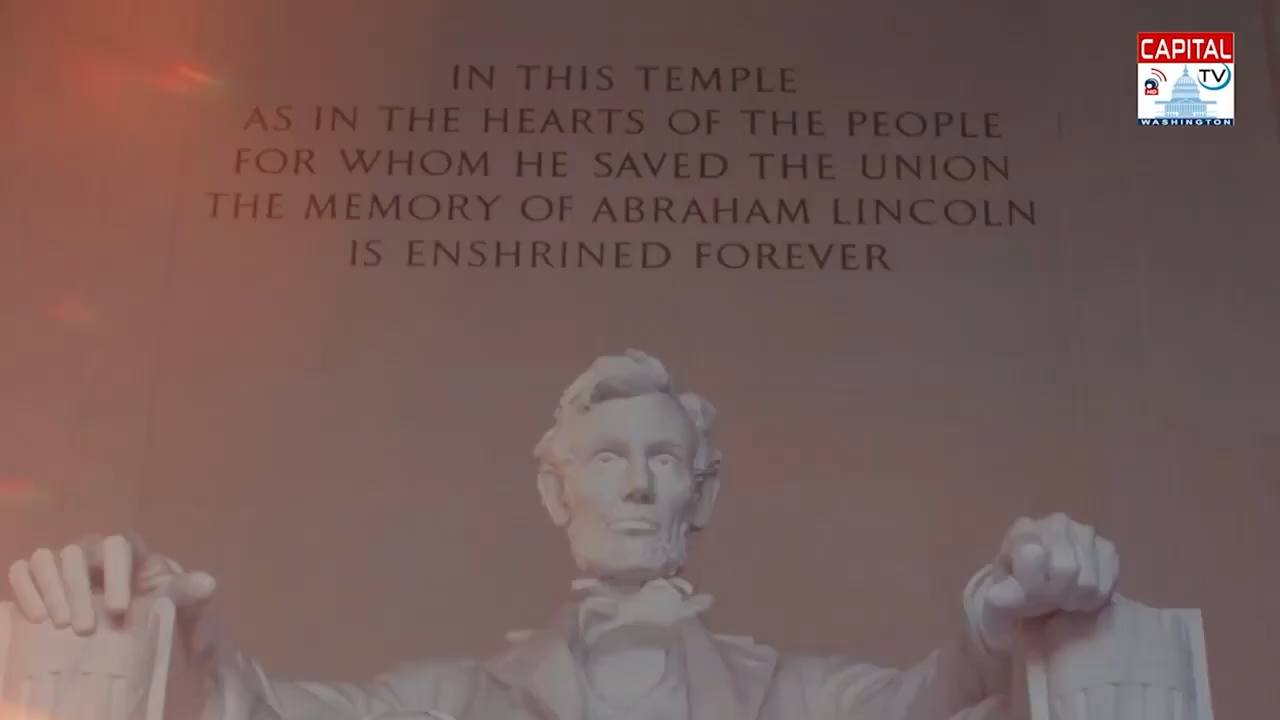 IN THIS TEMPLE
AS IN THE HEARTS OF THE PEOPLE
FOR WHOM HE SAVED THE UNION
THE MEMORY OF ABRAHAM LINCOLN
IS ENSHRINED FOREVER
CAPITAL
TV
HD
WASHINGTON